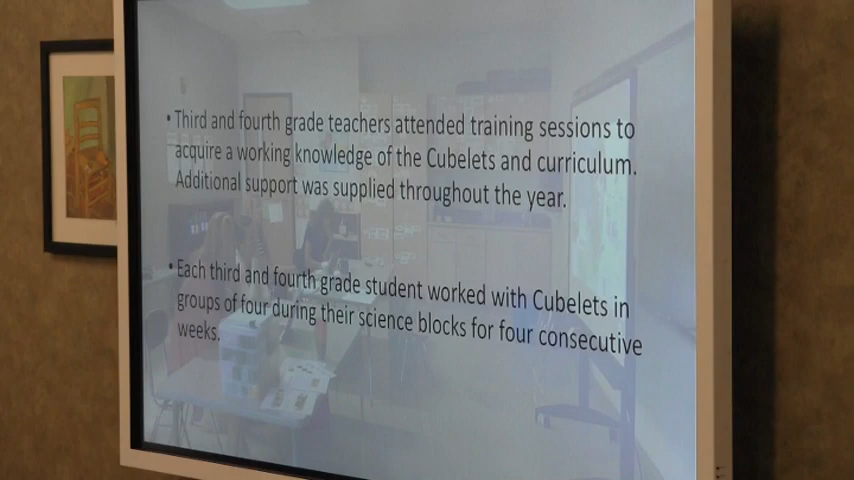 • Third and fourth grade teachers attended training sessions to
acquire a working knowledge of the Cubelets and curriculum.
Additional support was supplied throughout the year.
• Each third and fourth grade student worked with Cubelets in
groups of four during their science blocks for four consecutive
weeks.